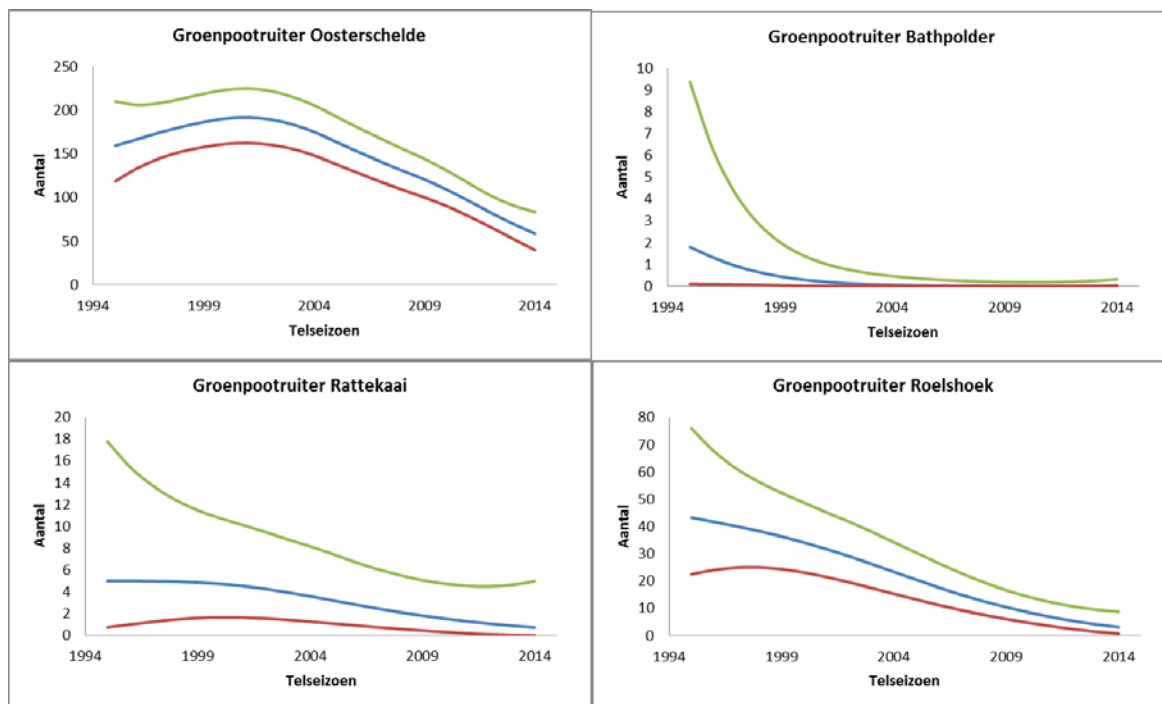 Groenpootruiter Oosterschelde
250
200
150
100
50
0
Aantal
1994 1999 2004 2009 2014
Telseizoen
Groenpootruiter Bathpolder
10
9
8
7
6
5
4
3
2
1
0
Aantal
1994 1999 2004 2009 2014
Telseizoen
Groenpootruiter Rattekaai
20
18
16
14
12
10
8
6
4
2
0
Aantal
1994 1999 2004 2009 2014
Telseizoen
Groenpootruiter Roelshoek
80
70
60
50
40
30
20
10
0
Aantal
1994 1999 2004 2009 2014
Telseizoen